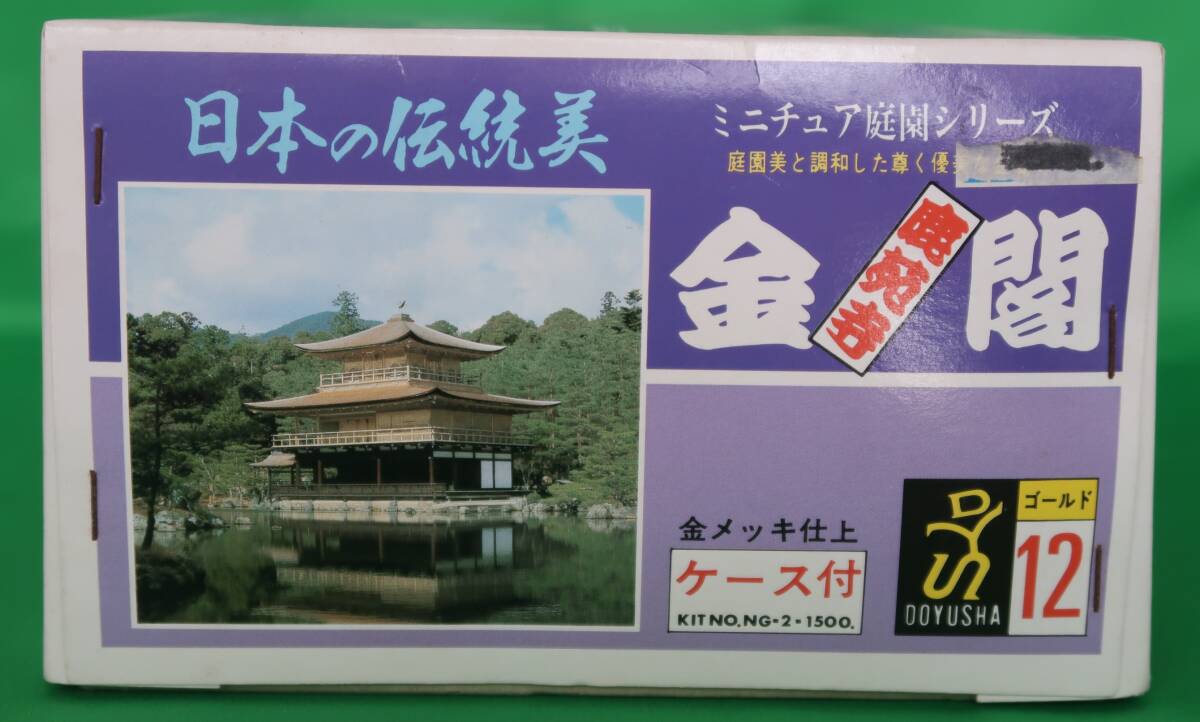 日本の伝統美
ミニチュア庭園シリーズ
庭園美と調和した尊く優美な
金閣
鹿苑寺
金メッキ仕上
ケース付
KIT NO. NG-2-1500.
DOYUSHA
ゴールド
12